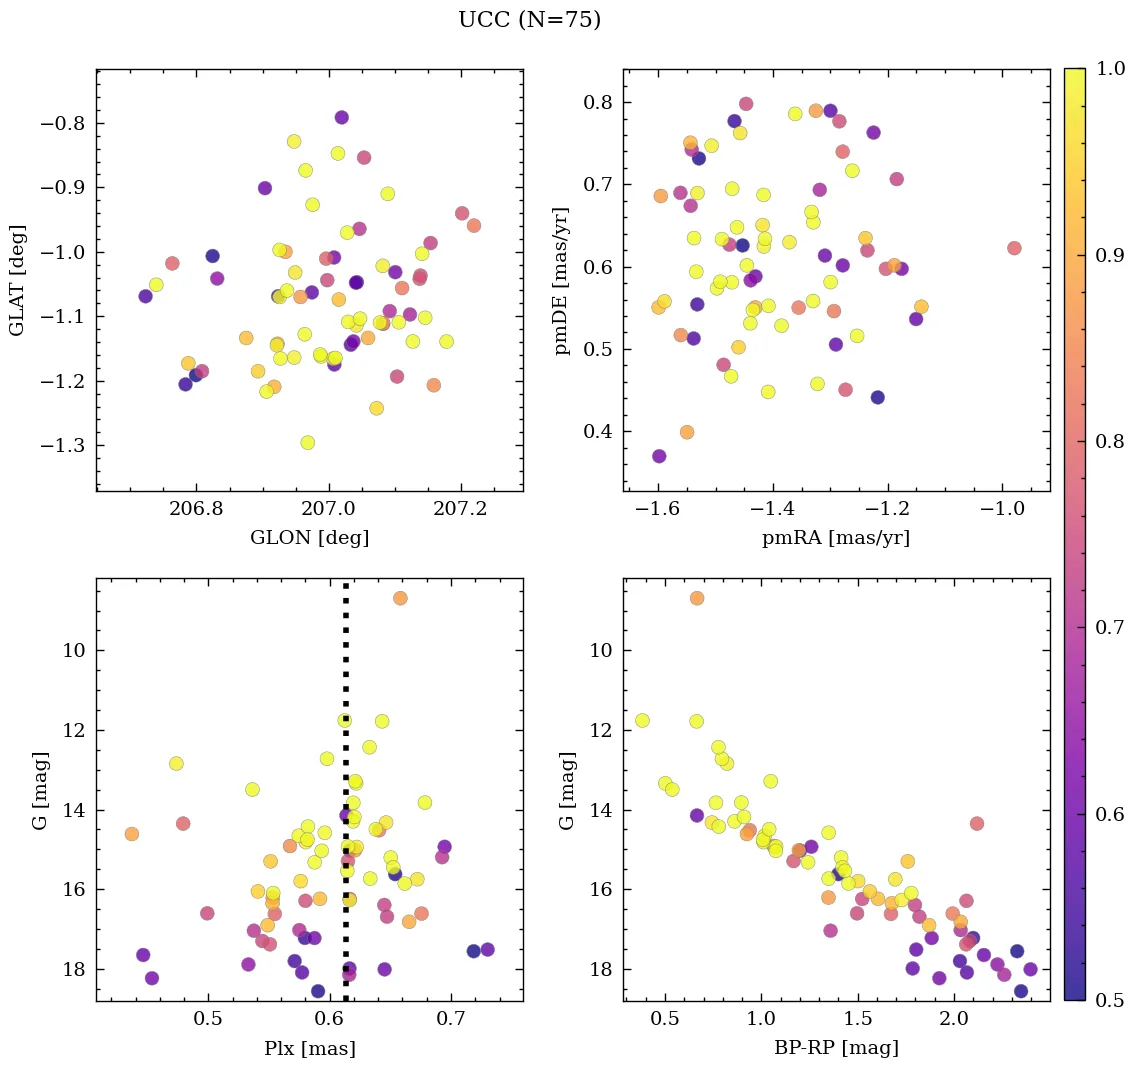 UCC (N=75)
−0.8
−0.9
−1.0
−1.1
−1.2
−1.3
GLAT [deg]
206.8 207.0 207.2
GLON [deg]
0.8
0.7
0.6
0.5
0.4
pmDE [mas/yr]
−1.6 −1.4 −1.2 −1.0
pmRA [mas/yr]
10
12
14
16
18
G [mag]
0.5 0.6 0.7
Plx [mas]
10
12
14
16
18
G [mag]
0.5 1.0 1.5 2.0
BP-RP [mag]
1.0
0.9
0.8
0.7
0.6
0.5